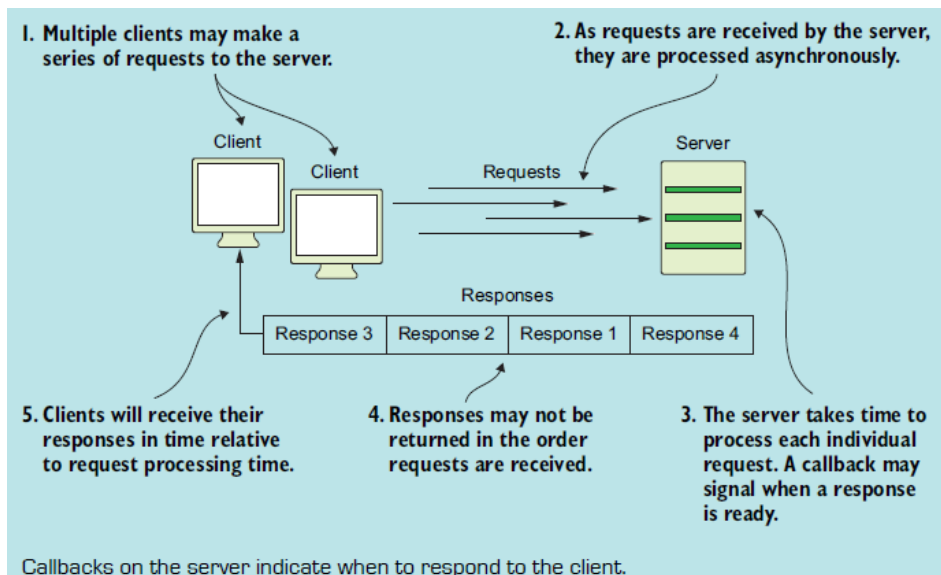 1. Multiple clients may make a
series of requests to the server.
2. As requests are received by the server,
they are processed asynchronously.
Client
Client
Requests
Server
Responses
Response 3
Response 2
Response 1
Response 4
5. Clients will receive their
responses in time relative
to request processing time.
4. Responses may not be
returned in the order
requests are received.
3. The server takes time to
process each individual
request. A callback may
signal when a response
is ready.
Callbacks on the server indicate when to respond to the client.